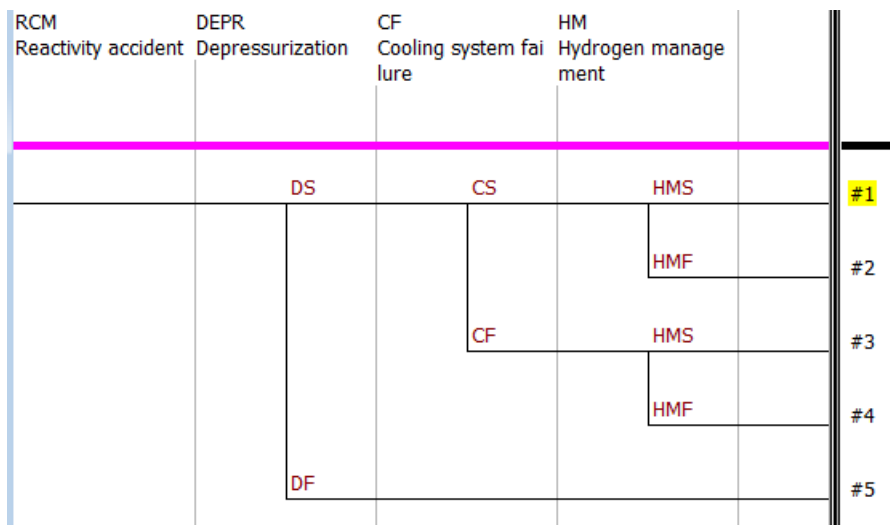 RCM DEPR CF HM
Reactivity accident Depressurization Cooling system fai Hydrogen manage
lure ment
DS CS HMS #1
HMF #2
CF HMS #3
HMF #4
DF #5